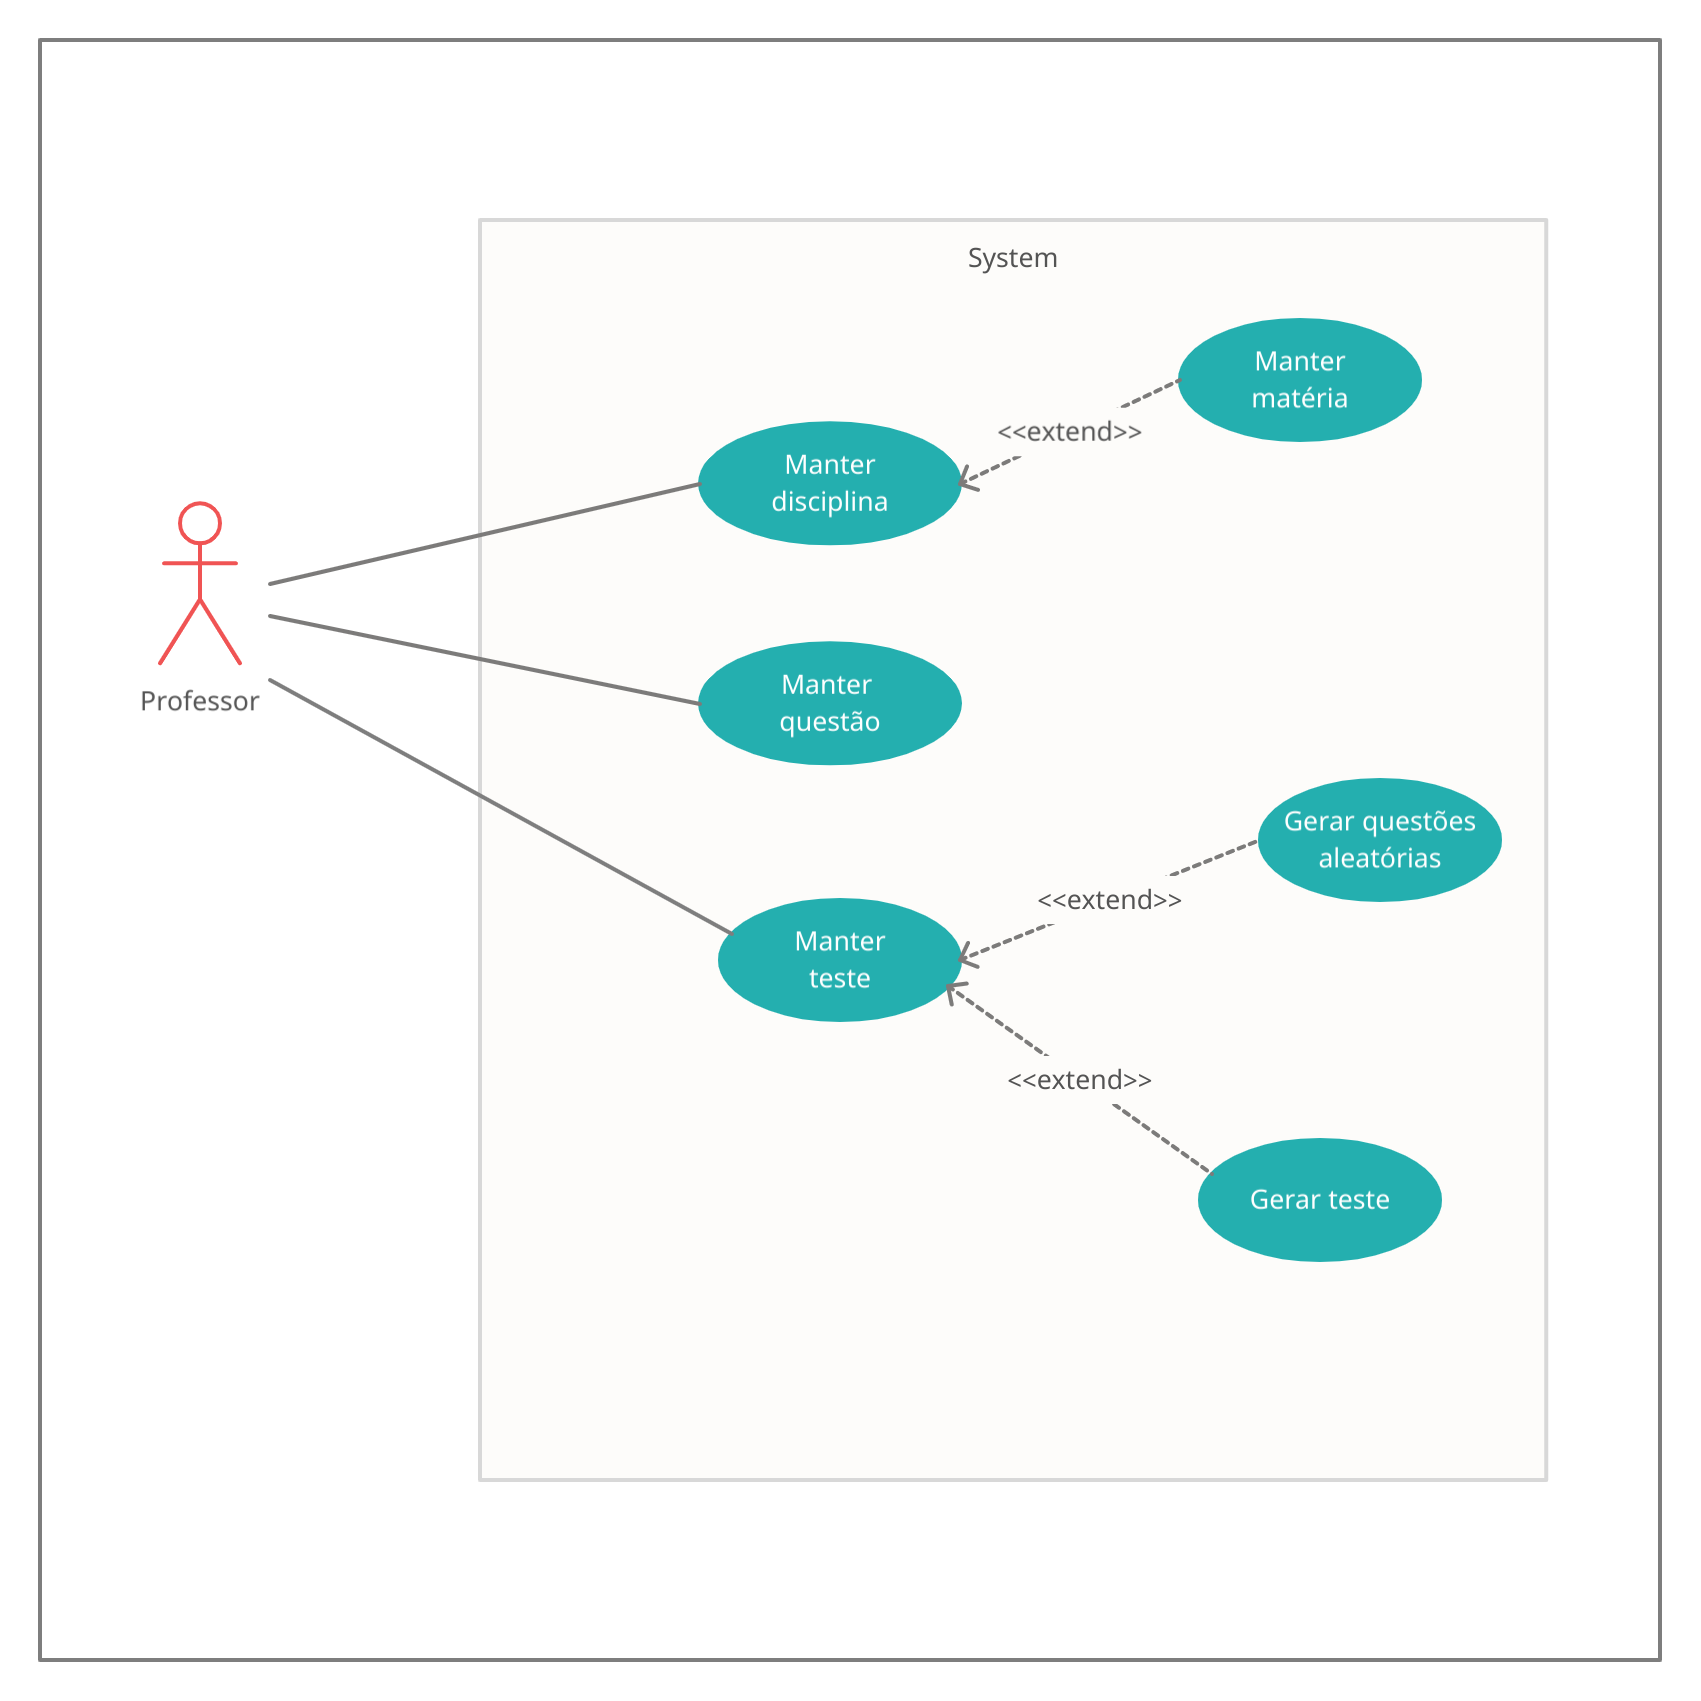 System
Manter
matéria
<<extend>>
Manter
disciplina
Professor
Manter
questão
Gerar questões
aleatórias
<<extend>>
Manter
teste
<<extend>>
Gerar teste